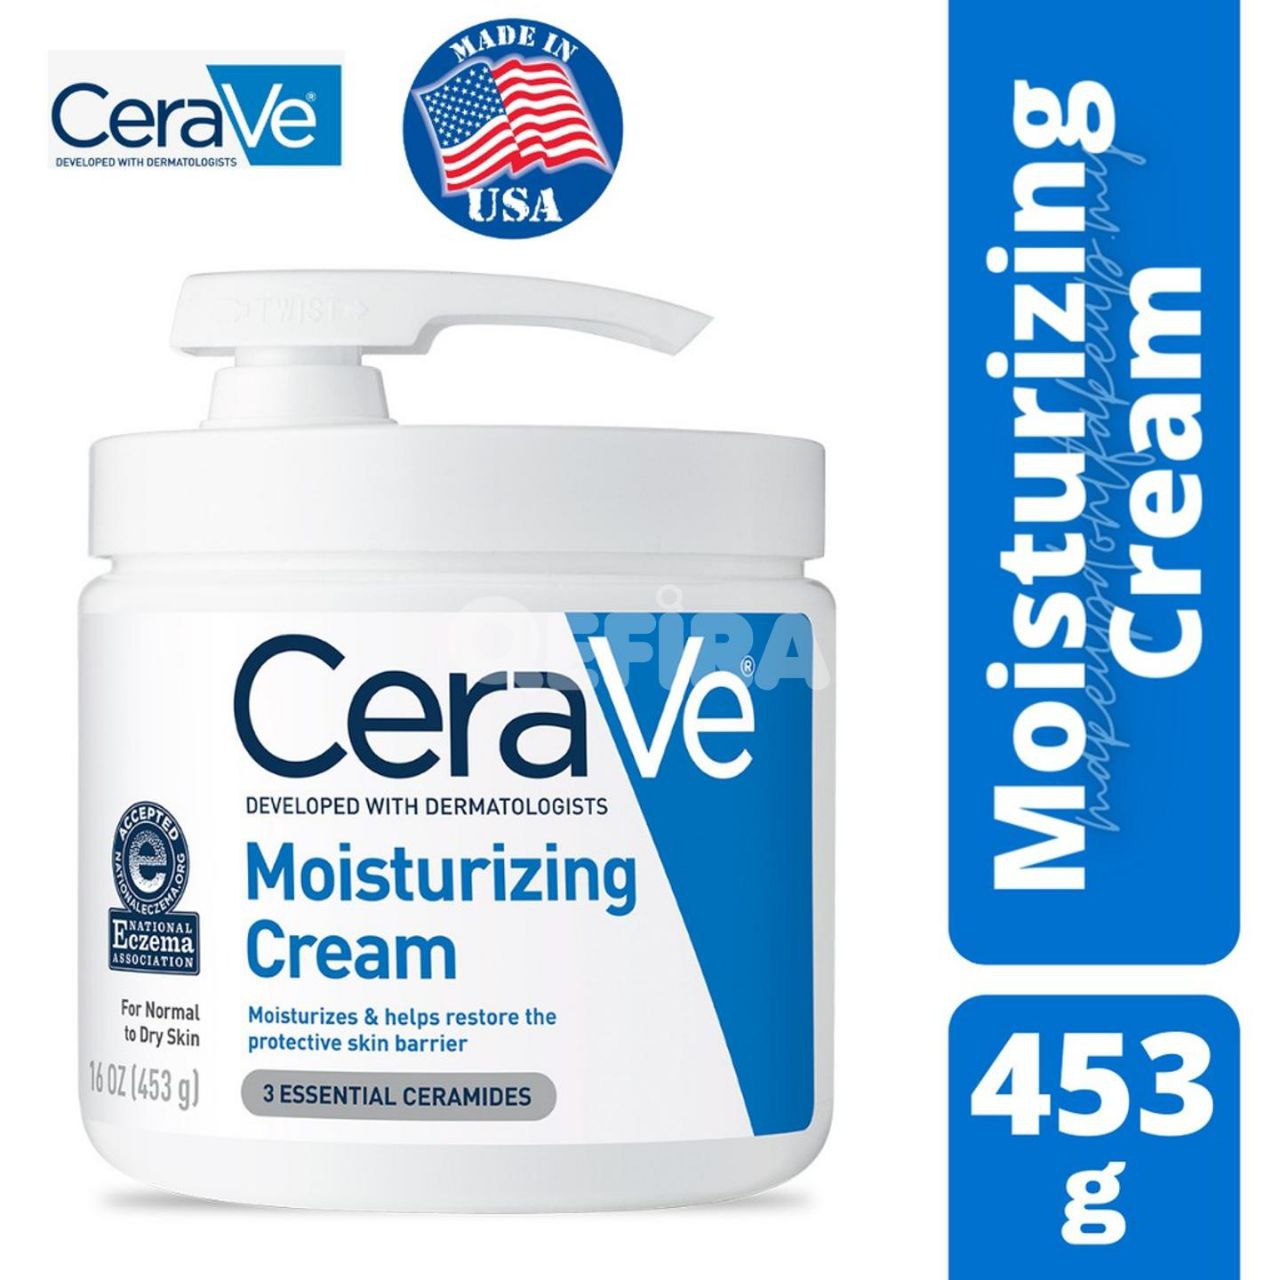 CeraVe®
DEVELOPED WITH DERMATOLOGISTS
MADE IN
USA
TWIST
QEFIRA
CeraVe®
DEVELOPED WITH DERMATOLOGISTS
Moisturizing
Cream
Moisturizes & helps restore the
protective skin barrier
3 ESSENTIAL CERAMIDES
ACCEPTED
NATIONALECZEMA.ORG
e
NATIONAL
Eczema
ASSOCIATION
For Normal
to Dry Skin
16 OZ (453 g)
Moisturizing
Cream
453
g